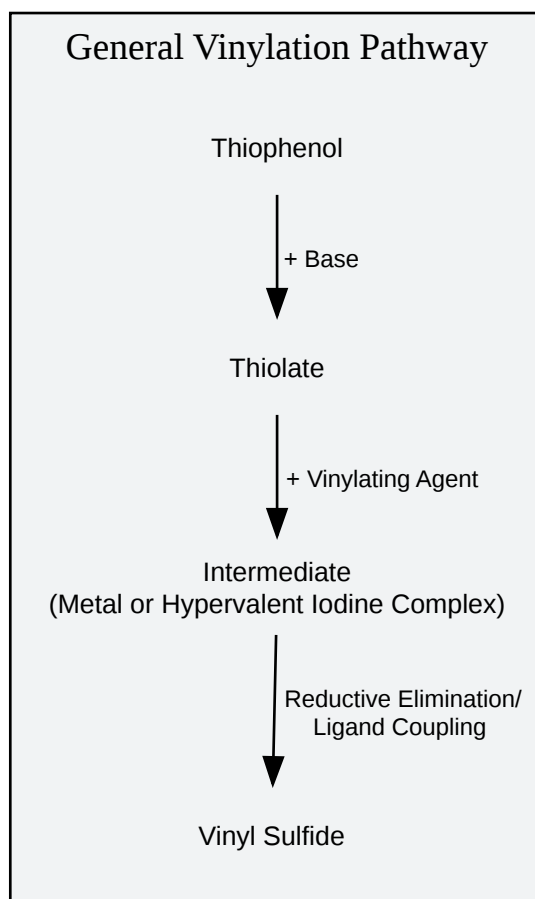 General Vinylation Pathway
Thiophenol
+ Base
Thiolate
+ Vinylating Agent
Intermediate
(Metal or Hypervalent Iodine Complex)
Reductive Elimination/
Ligand Coupling
Vinyl Sulfide